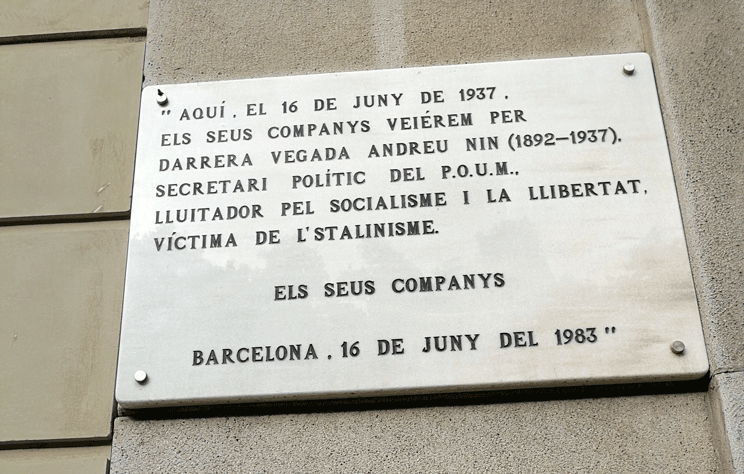 "AQUÍ, EL 16 DE JUNY DE 1937,
ELS SEUS COMPANYS VEIÉREM PER
DARRERA VEGADA ANDREU NIN (1892–1937).
SECRETARI POLÍTIC DEL P.O.U.M.,
LLUITADOR PEL SOCIALISME I LA LLIBERTAT,
VÍCTIMA DE L'STALINISME.
ELS SEUS COMPANYS
BARCELONA, 16 DE JUNY DEL 1983"